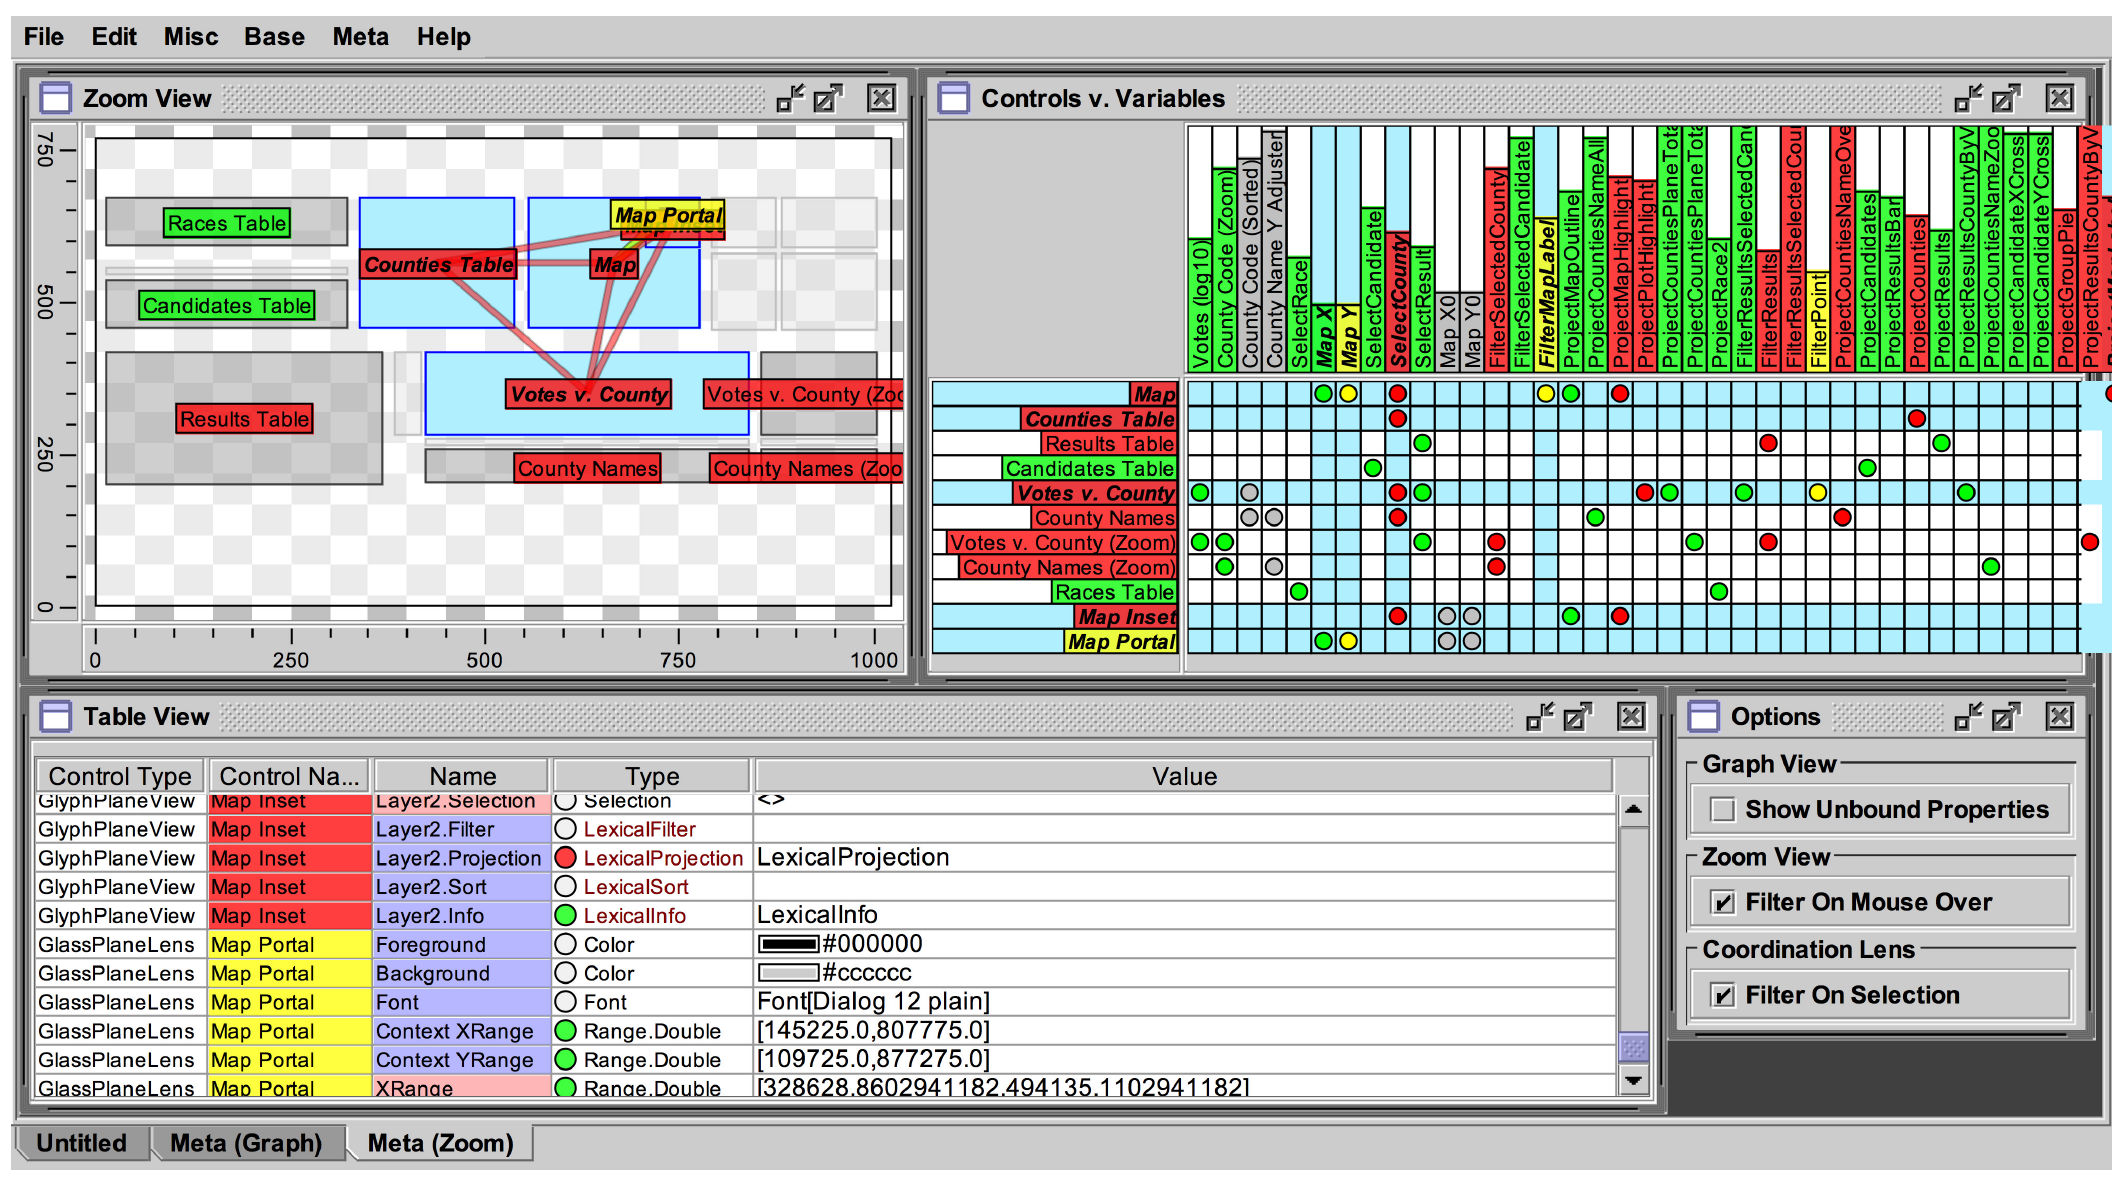 File Edit Misc Base Meta Help
Zoom View
750
500
250
0
0 250 500 750 1000
Races Table
Candidates Table
Results Table
Map Portal
Counties Table
Map
Votes v. County
Votes v. County (Zoo
County Names
County Names (Zoo
Controls v. Variables
Votes (log10)
County Code (Zoom)
County Code (Sorted)
County Name Y Adjuster
SelectRace
Map X
Map Y
SelectCandidate
SelectCounty
SelectResult
Map X0
Map Y0
FilterSelectedCounty
FilterSelectedCandidate
FilterMapLabel
ProjectMapOutline
ProjectCountiesNameAll
ProjectMapHighlight
ProjectPlotHighlight
ProjectCountiesPlaneTota
ProjectCountiesPlaneTota
ProjectRace2
FilterResultsSelectedCan
FilterResults
FilterResultsSelectedCou
FilterPoint
ProjectCountiesNameOve
ProjectCandidates
ProjectResultsBar
ProjectCounties
ProjectResults
ProjectResultsCountyByV
ProjectCountiesNameZoo
ProjectCandidateXCross
ProjectCandidateYCross
ProjectGroupPie
ProjectResultsCountyByV
Map
Counties Table
Results Table
Candidates Table
Votes v. County
County Names
Votes v. County (Zoom)
County Names (Zoom)
Races Table
Map Inset
Map Portal
Table View
Control Type Control Na... Name Type Value
GlyphPlaneView Map Inset Layer2.Selection Selection <>
GlyphPlaneView Map Inset Layer2.Filter LexicalFilter
GlyphPlaneView Map Inset Layer2.Projection LexicalProjection LexicalProjection
GlyphPlaneView Map Inset Layer2.Sort LexicalSort
GlyphPlaneView Map Inset Layer2.Info LexicalInfo LexicalInfo
GlassPlaneLens Map Portal Foreground Color #000000
GlassPlaneLens Map Portal Background Color #cccccc
GlassPlaneLens Map Portal Font Font Font[Dialog 12 plain]
GlassPlaneLens Map Portal Context XRange Range.Double [145225.0,807775.0]
GlassPlaneLens Map Portal Context YRange Range.Double [109725.0,877275.0]
GlassPlaneLens Map Portal XRange Range.Double [328628.8602941182,494135.1102941182]
Options
Graph View
Show Unbound Properties
Zoom View
Filter On Mouse Over
Coordination Lens
Filter On Selection
Untitled Meta (Graph) Meta (Zoom)